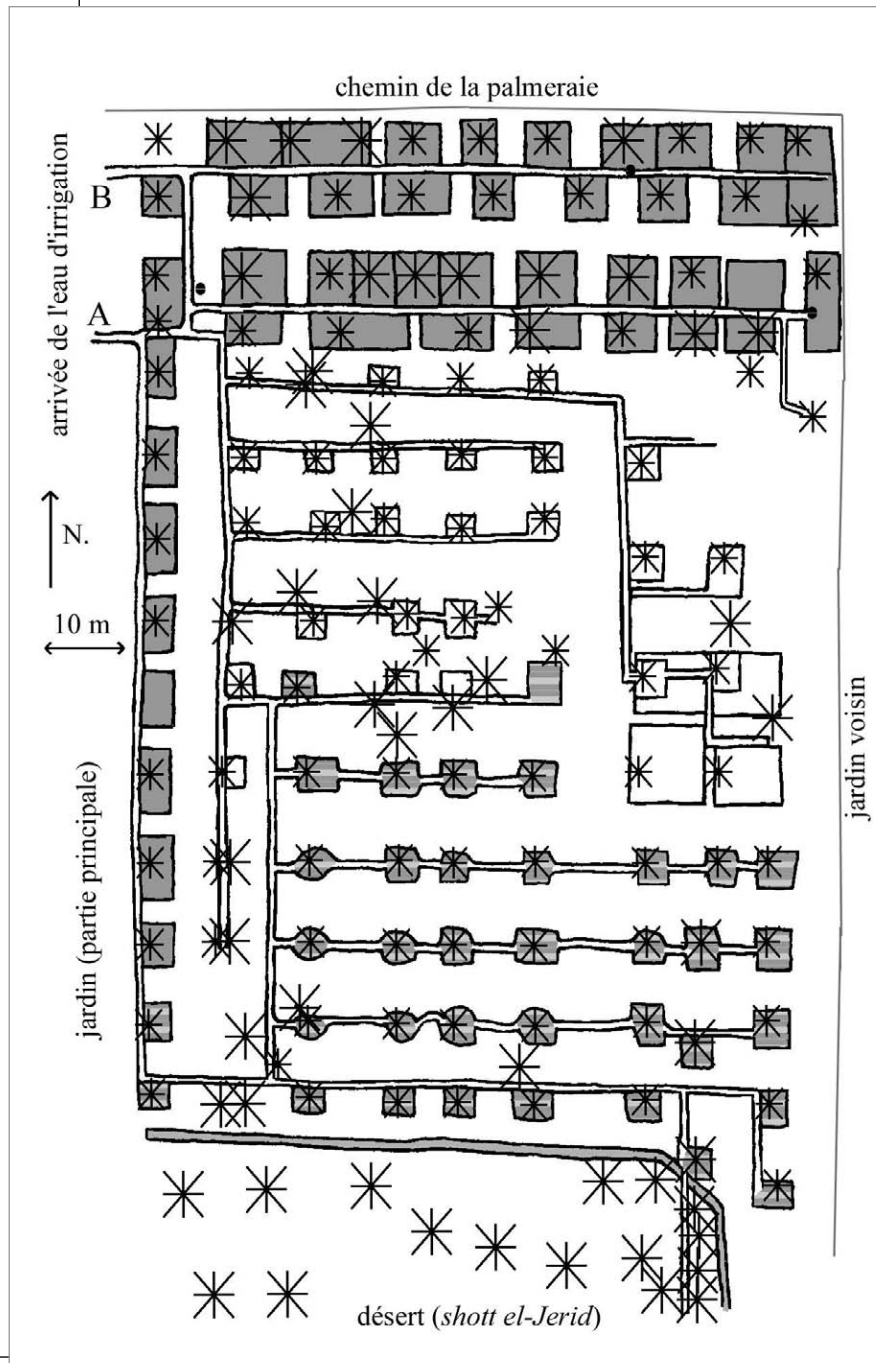 chemin de la palmeraie
arrivée de l'eau d'irrigation
B
A
N.
10 m
jardin (partie principale)
jardin voisin
désert (shott el-Jerid)